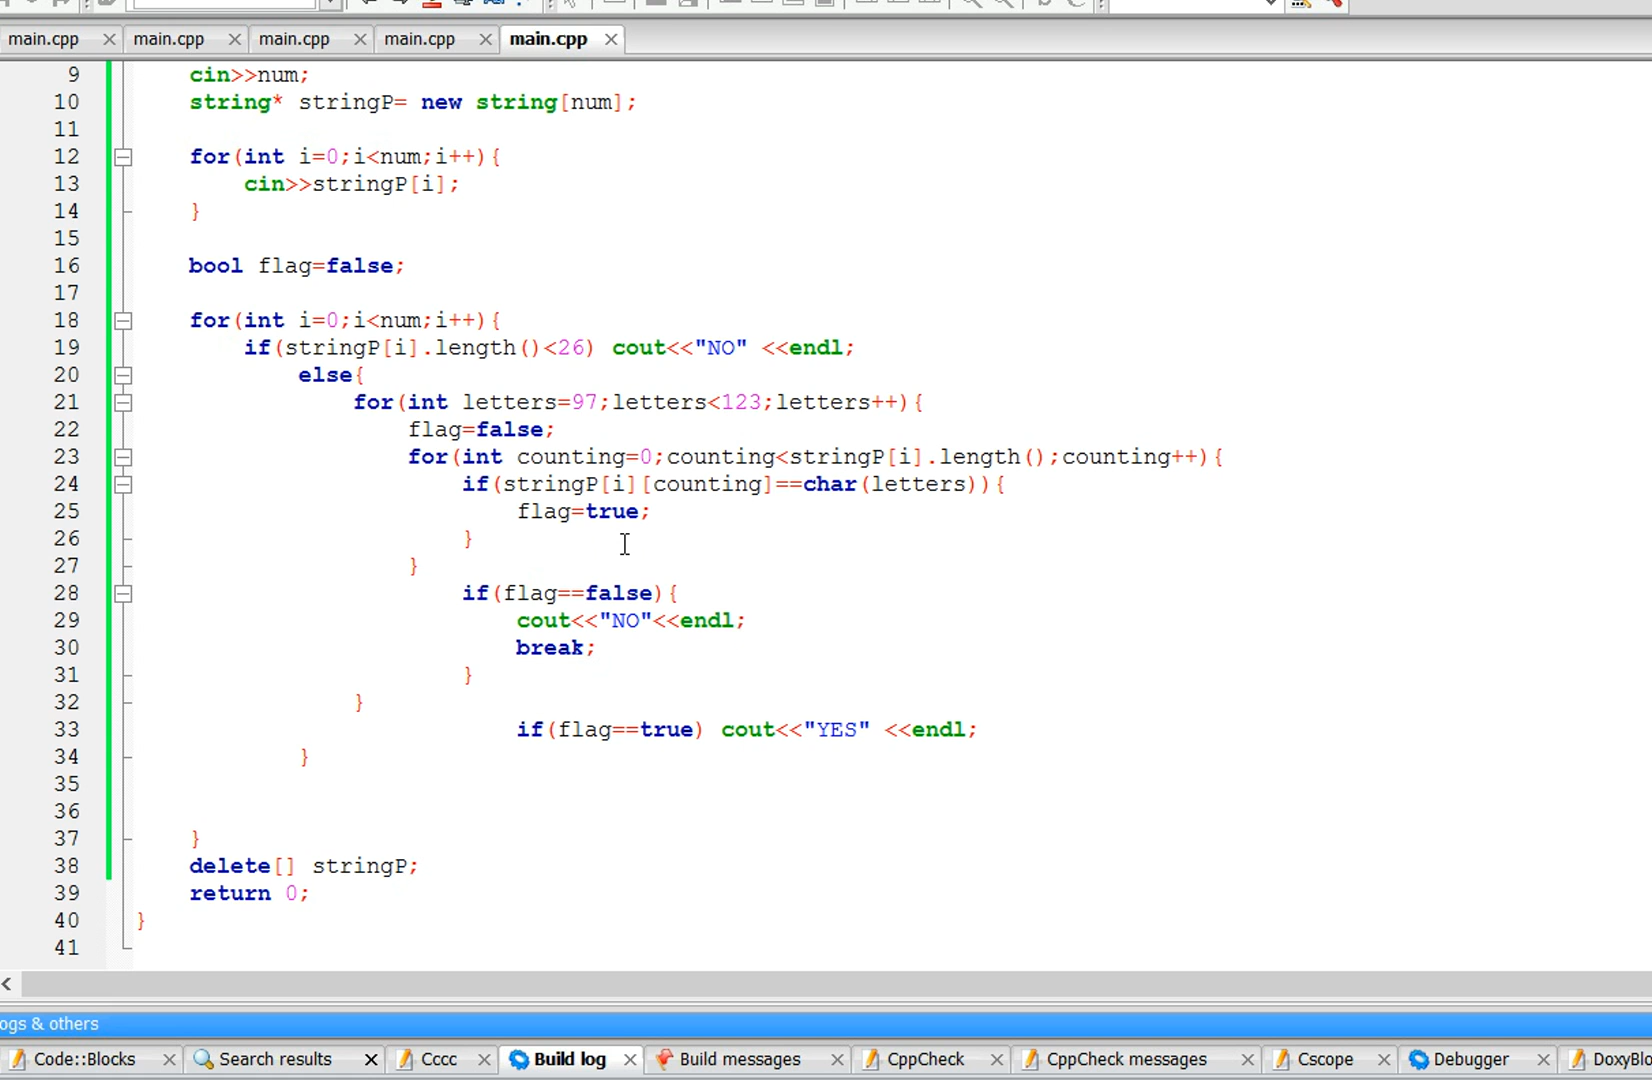 main.cpp main.cpp main.cpp main.cpp main.cpp
9 cin>>num;
10 string* stringP= new string[num];
11
12 for(int i=0;i<num;i++){
13 cin>>stringP[i];
14 }
15
16 bool flag=false;
17
18 for(int i=0;i<num;i++){
19 if(stringP[i].length()<26) cout<<"NO" <<endl;
20 else{
21 for(int letters=97;letters<123;letters++){
22 flag=false;
23 for(int counting=0;counting<stringP[i].length();counting++){
24 if(stringP[i][counting]==char(letters)){
25 flag=true;
26 }
27 }
28 if(flag==false){
29 cout<<"NO"<<endl;
30 break;
31 }
32 }
33 if(flag==true) cout<<"YES" <<endl;
34 }
35
36
37 }
38 delete[] stringP;
39 return 0;
40 }
41
ogs & others
Code::Blocks Search results Cccc Build log Build messages CppCheck CppCheck messages Cscope Debugger DoxyBlo